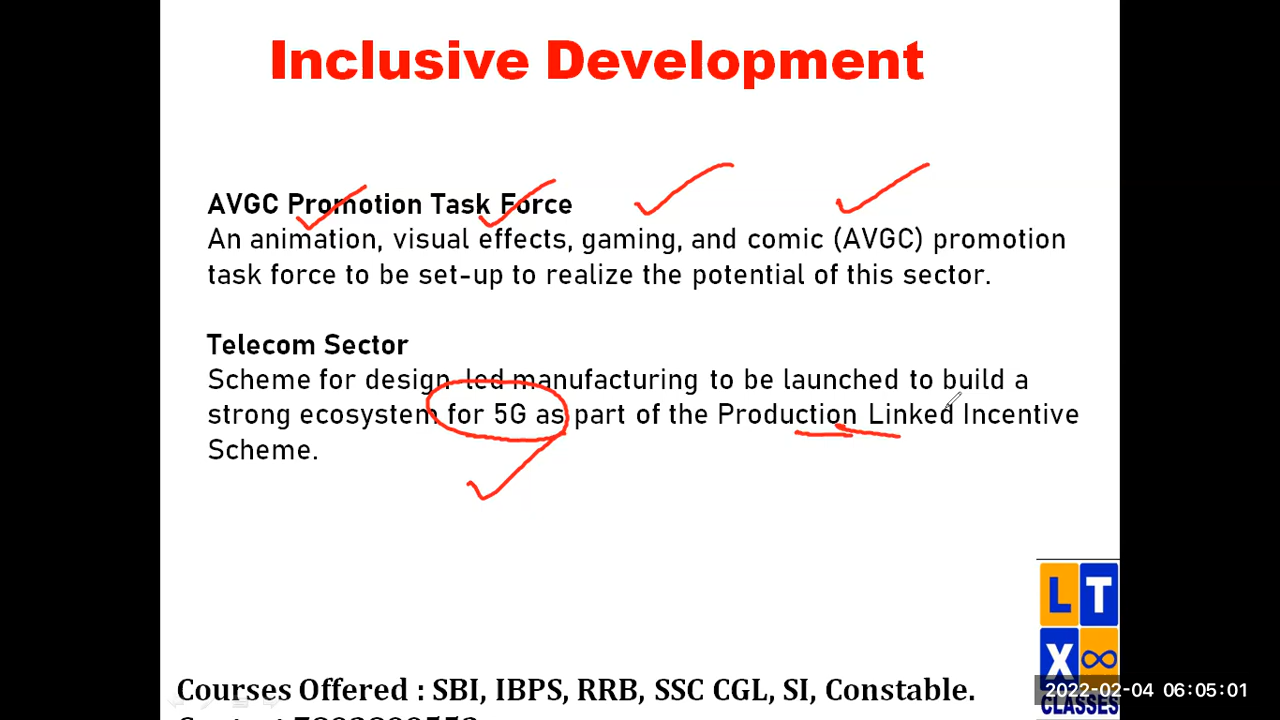 Inclusive Development
AVGC Promotion Task Force
An animation, visual effects, gaming, and comic (AVGC) promotion
task force to be set-up to realize the potential of this sector.
Telecom Sector
Scheme for design-led manufacturing to be launched to build a
strong ecosystem for 5G as part of the Production Linked Incentive
Scheme.
L T
X ∞
CLASSES
2022-02-04 06:05:01
Courses Offered : SBI, IBPS, RRB, SSC CGL, SI, Constable.